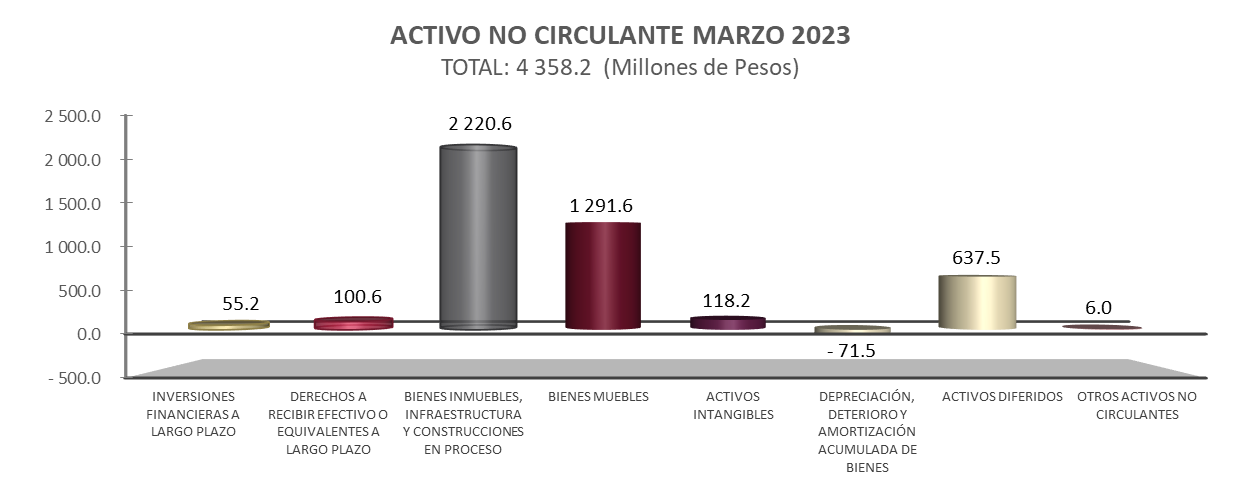 ACTIVO NO CIRCULANTE MARZO 2023
TOTAL: 4 358.2 (Millones de Pesos)
2 500.0
2 000.0
1 500.0
1 000.0
500.0
0.0
- 500.0
55.2
100.6
2 220.6
1 291.6
118.2
- 71.5
637.5
6.0
INVERSIONES
FINANCIERAS A
LARGO PLAZO
DERECHOS A
RECIBIR EFECTIVO O
EQUIVALENTES A
LARGO PLAZO
BIENES INMUEBLES,
INFRAESTRUCTURA
Y CONSTRUCCIONES
EN PROCESO
BIENES MUEBLES
ACTIVOS
INTANGIBLES
DEPRECIACIÓN,
DETERIORO Y
AMORTIZACIÓN
ACUMULADA DE
BIENES
ACTIVOS DIFERIDOS
OTROS ACTIVOS NO
CIRCULANTES